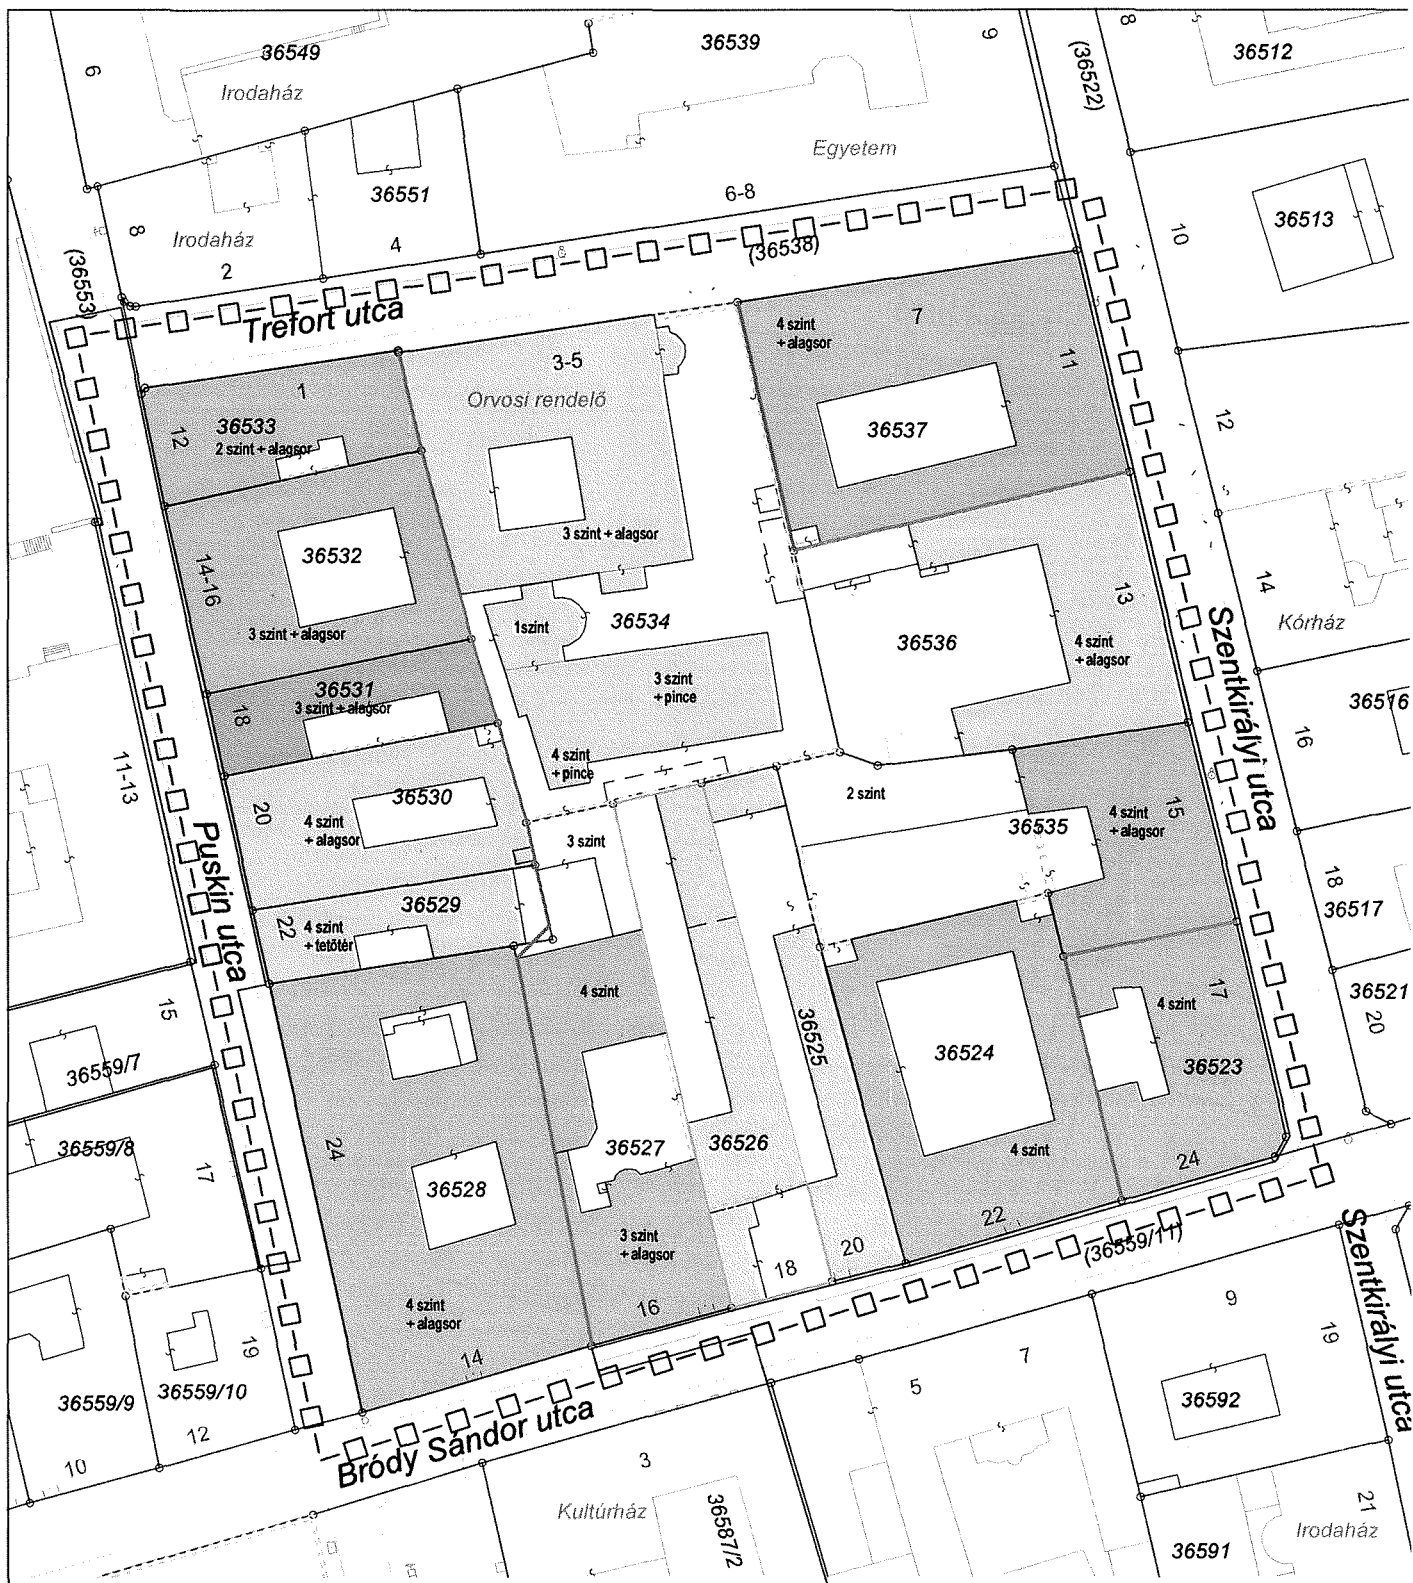 6
36549
Irodaház
36539
9
(36522)
8
36512
Egyetem
36551
6-8
10
36513
8
Irodaház
4
2
(36538)
(36553)
Trefort utca
4 szint
+ alagsor
7
11
1
3-5
Orvosi rendelő
36533
2 szint + alagsor
12
36537
12
36532
3 szint + alagsor
14-16
3 szint + alagsor
13
14
Kórház
1szint
36534
36536
4 szint
+ alagsor
Szentkirályi utca
36531
3 szint + alagsor
18
3 szint
+ pince
36516
16
11-13
4 szint
+ pince
20
36530
4 szint
+ alagsor
2 szint
3 szint
36535
4 szint
+ alagsor
15
Puskin utca
18
36517
36529
22
4 szint
+ tetőtér
4 szint
36521
20
15
36525
36524
4 szint
17
36523
36559/7
36559/8
17
24
36528
36527
36526
4 szint
24
3 szint
+ alagsor
22
20
18
16
(36559/11)
Szentkirályi utca
4 szint
+ alagsor
14
19
36559/9
36559/10
12
10
Bródy Sándor utca
9
19
7
5
36592
3
Kultúrház
36587/2
21
Irodaház
36591